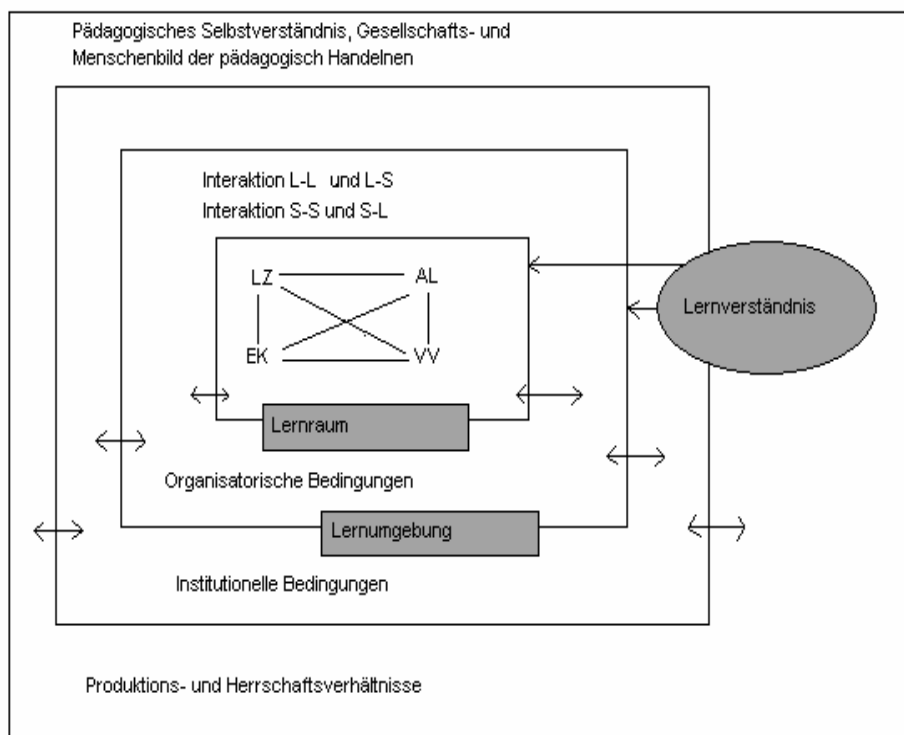 Pädagogisches Selbstverständnis, Gesellschafts- und
Menschenbild der pädagogisch Handelnen
Interaktion L-L und L-S
Interaktion S-S und S-L
LZ AL
EK VV
Lernverständnis
Lernraum
Organisatorische Bedingungen
Lernumgebung
Institutionelle Bedingungen
Produktions- und Herrschaftsverhältnisse